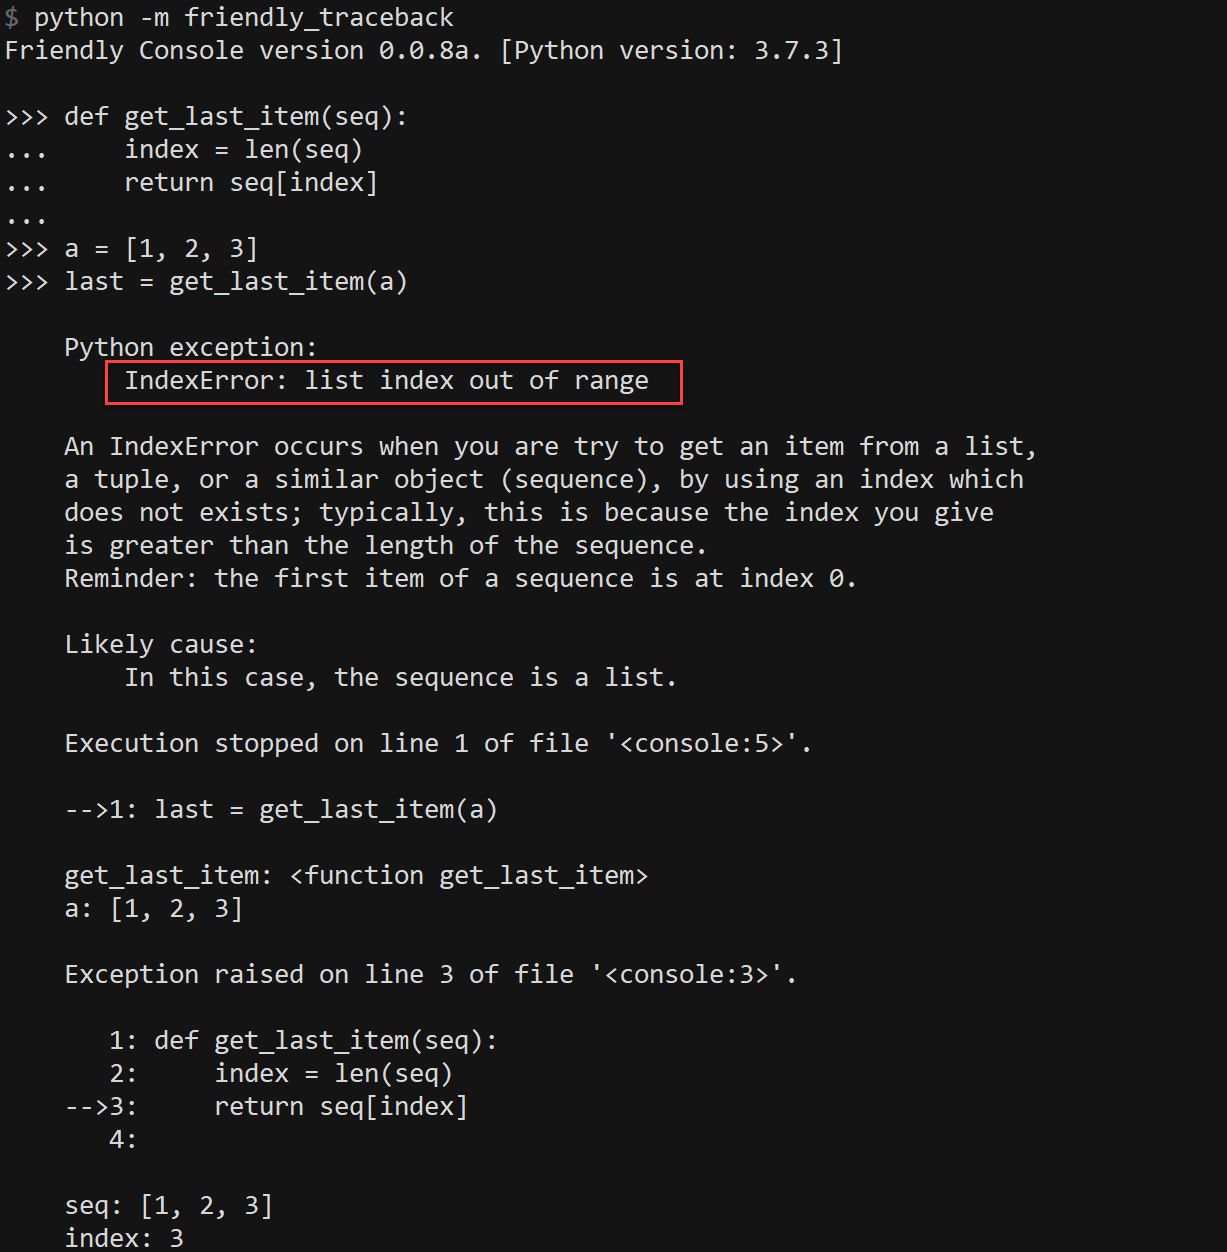 $ python -m friendly_traceback
Friendly Console version 0.0.8a. [Python version: 3.7.3]
>>> def get_last_item(seq):
...     index = len(seq)
...     return seq[index]
...
>>> a = [1, 2, 3]
>>> last = get_last_item(a)
    Python exception:
        IndexError: list index out of range
    An IndexError occurs when you are try to get an item from a list,
    a tuple, or a similar object (sequence), by using an index which
    does not exists; typically, this is because the index you give
    is greater than the length of the sequence.
    Reminder: the first item of a sequence is at index 0.
    Likely cause:
        In this case, the sequence is a list.
    Execution stopped on line 1 of file '<console:5>'.
    -->1: last = get_last_item(a)
    get_last_item: <function get_last_item>
    a: [1, 2, 3]
    Exception raised on line 3 of file '<console:3>'.
       1: def get_last_item(seq):
       2:     index = len(seq)
    -->3:     return seq[index]
       4:
    seq: [1, 2, 3]
    index: 3